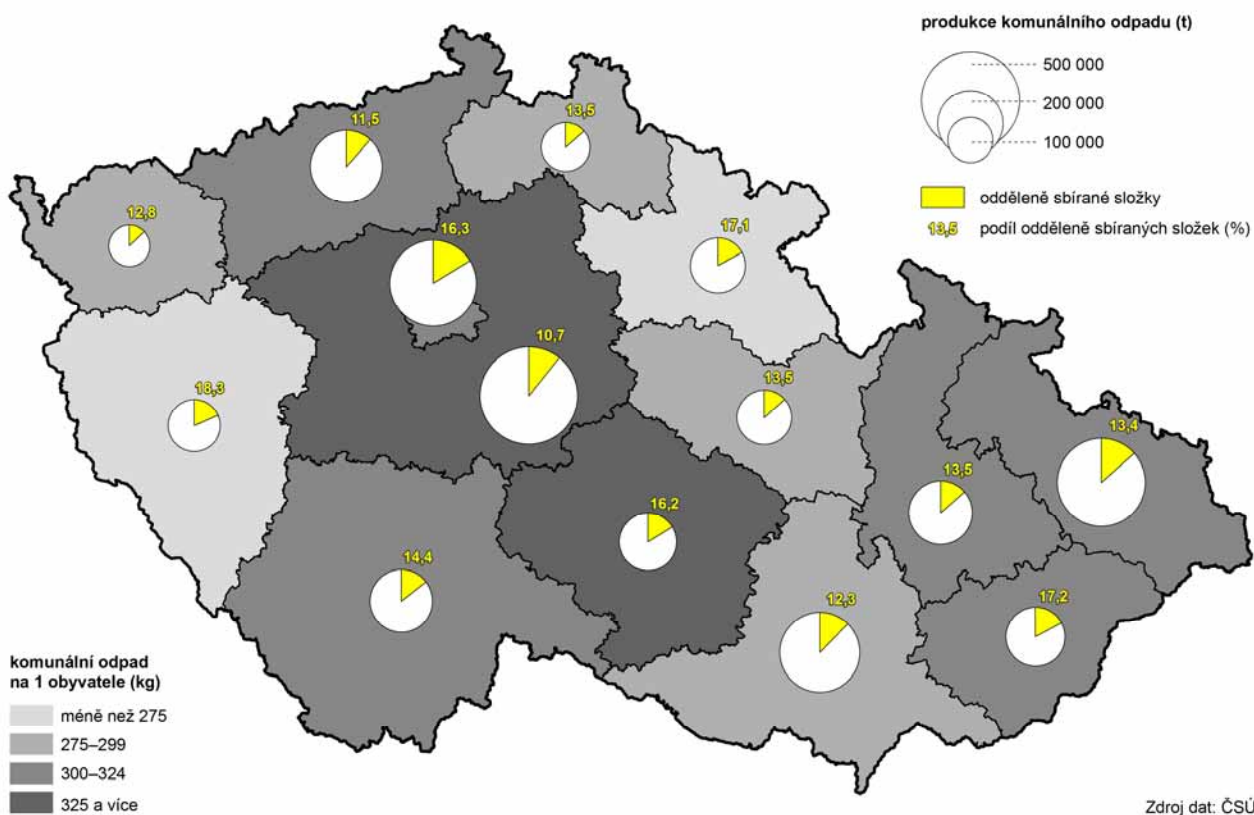 produkce komunálního odpadu (t)
500 000
200 000
100 000
odděleně sbírané složky
13,5 podíl odděleně sbíraných složek (%)
11,5
13,5
12,8
16,3
17,1
10,7
18,3
13,5
13,4
13,5
16,2
14,4
12,3
17,2
komunální odpad
na 1 obyvatele (kg)
méně než 275
275–299
300–324
325 a více
Zdroj dat: ČSÚ